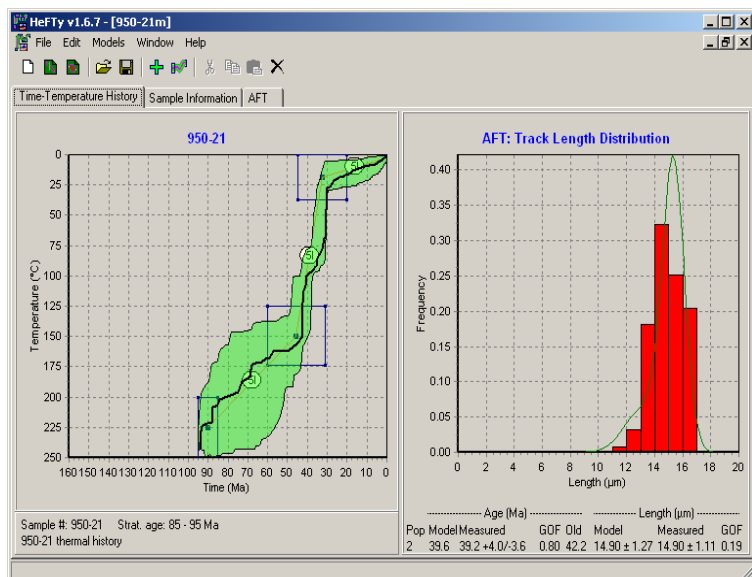 HeFTy v1.6.7 - [950-21m]
File Edit Models Window Help
Time-Temperature History Sample Information AFT
950-21
0
25
50
75
100
125
150
175
200
225
250
Temperature (°C)
5l
5l
5l
160 150 140 130 120 110 100 90 80 70 60 50 40 30 20 10 0
Time (Ma)
Sample #: 950-21 Strat. age: 85 - 95 Ma
950-21 thermal history
AFT: Track Length Distribution
0.40
0.35
0.30
0.25
0.20
0.15
0.10
0.05
0.00
Frequency
0 2 4 6 8 10 12 14 16 18 20
Length (µm)
Age (Ma) Length (µm)
Pop Model Measured GOF Old Model Measured GOF
2 39.6 39.2 +4.0/-3.6 0.80 42.2 14.90 ± 1.27 14.90 ± 1.11 0.19